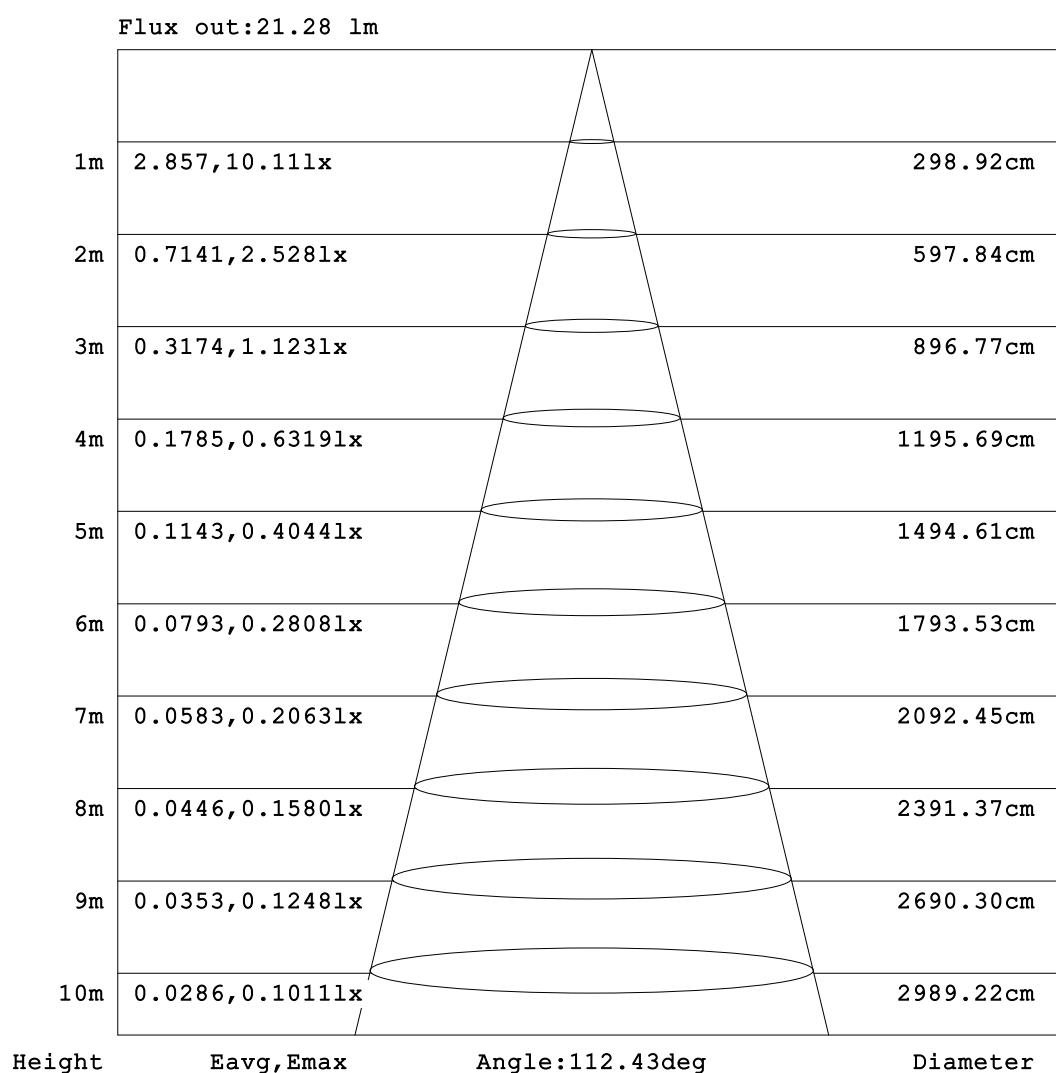 Flux out:21.28 lm
1m 2.857,10.11lx 298.92cm
2m 0.7141,2.528lx 597.84cm
3m 0.3174,1.123lx 896.77cm
4m 0.1785,0.6319lx 1195.69cm
5m 0.1143,0.4044lx 1494.61cm
6m 0.0793,0.2808lx 1793.53cm
7m 0.0583,0.2063lx 2092.45cm
8m 0.0446,0.1580lx 2391.37cm
9m 0.0353,0.1248lx 2690.30cm
10m 0.0286,0.1011lx 2989.22cm
Height Eavg,Emax Angle:112.43deg Diameter